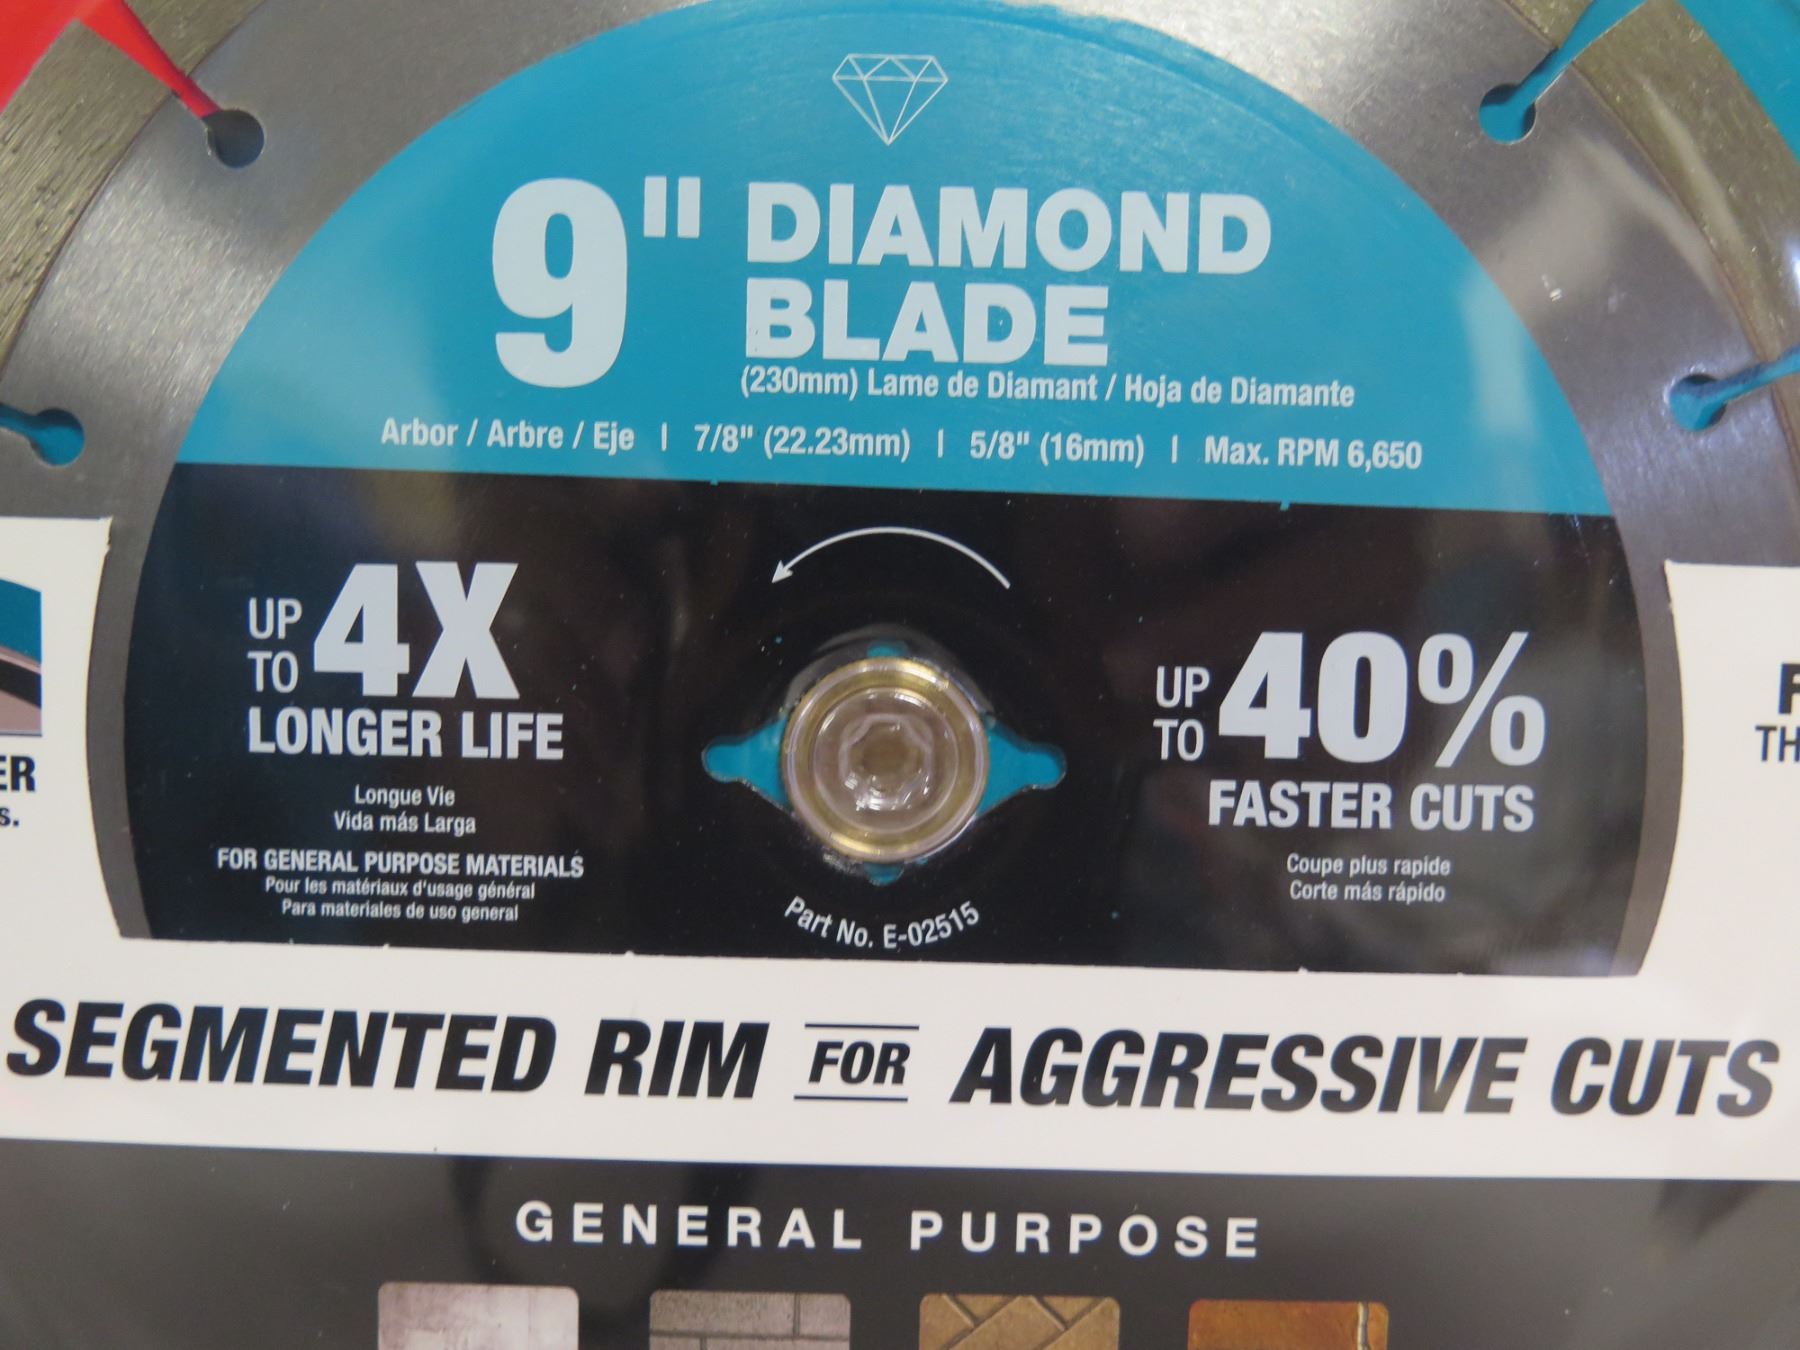 9" DIAMOND
BLADE
(230mm) Lame de Diamant / Hoja de Diamante
Arbor / Arbre / Eje | 7/8" (22.23mm) | 5/8" (16mm) | Max. RPM 6,650
UP TO 4X
LONGER LIFE
Longue Vie
Vida más Larga
FOR GENERAL PURPOSE MATERIALS
Pour les matériaux d'usage général
Para materiales de uso general
UP TO 40%
FASTER CUTS
Coupe plus rapide
Corte más rápido
Part No. E-02515
SEGMENTED RIM FOR AGGRESSIVE CUTS
GENERAL PURPOSE